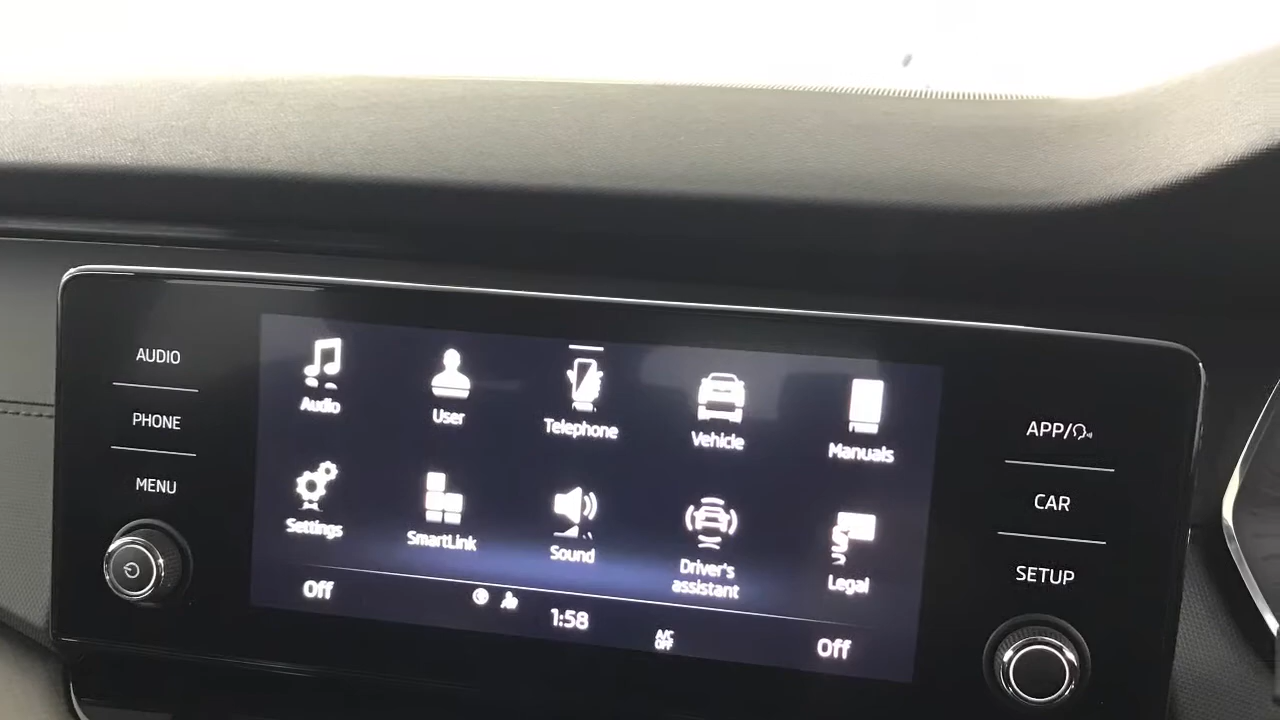 AUDIO
PHONE
MENU
Audio
User
Telephone
Vehicle
Manuals
Settings
SmartLink
Sound
Driver's
assistant
Legal
Off
1:58
A/C
OFF
Off
APP/
CAR
SETUP